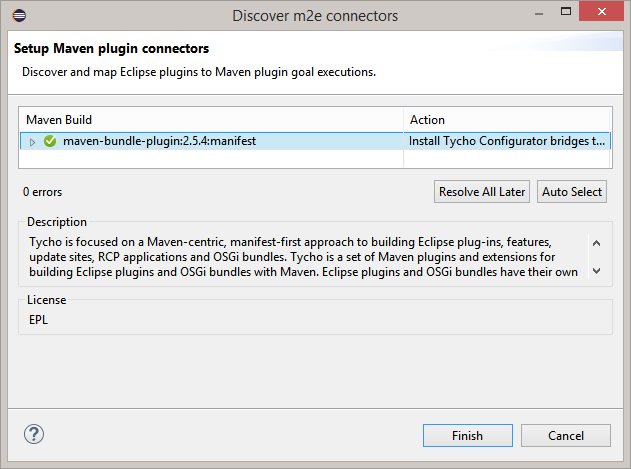 Discover m2e connectors
Setup Maven plugin connectors
Discover and map Eclipse plugins to Maven plugin goal executions.
Maven Build Action
maven-bundle-plugin:2.5.4:manifest Install Tycho Configurator bridges t...
0 errors Resolve All Later Auto Select
Description
Tycho is focused on a Maven-centric, manifest-first approach to building Eclipse plug-ins, features,
update sites, RCP applications and OSGi bundles. Tycho is a set of Maven plugins and extensions for
building Eclipse plugins and OSGi bundles with Maven. Eclipse plugins and OSGi bundles have their own
License
EPL
? Finish Cancel